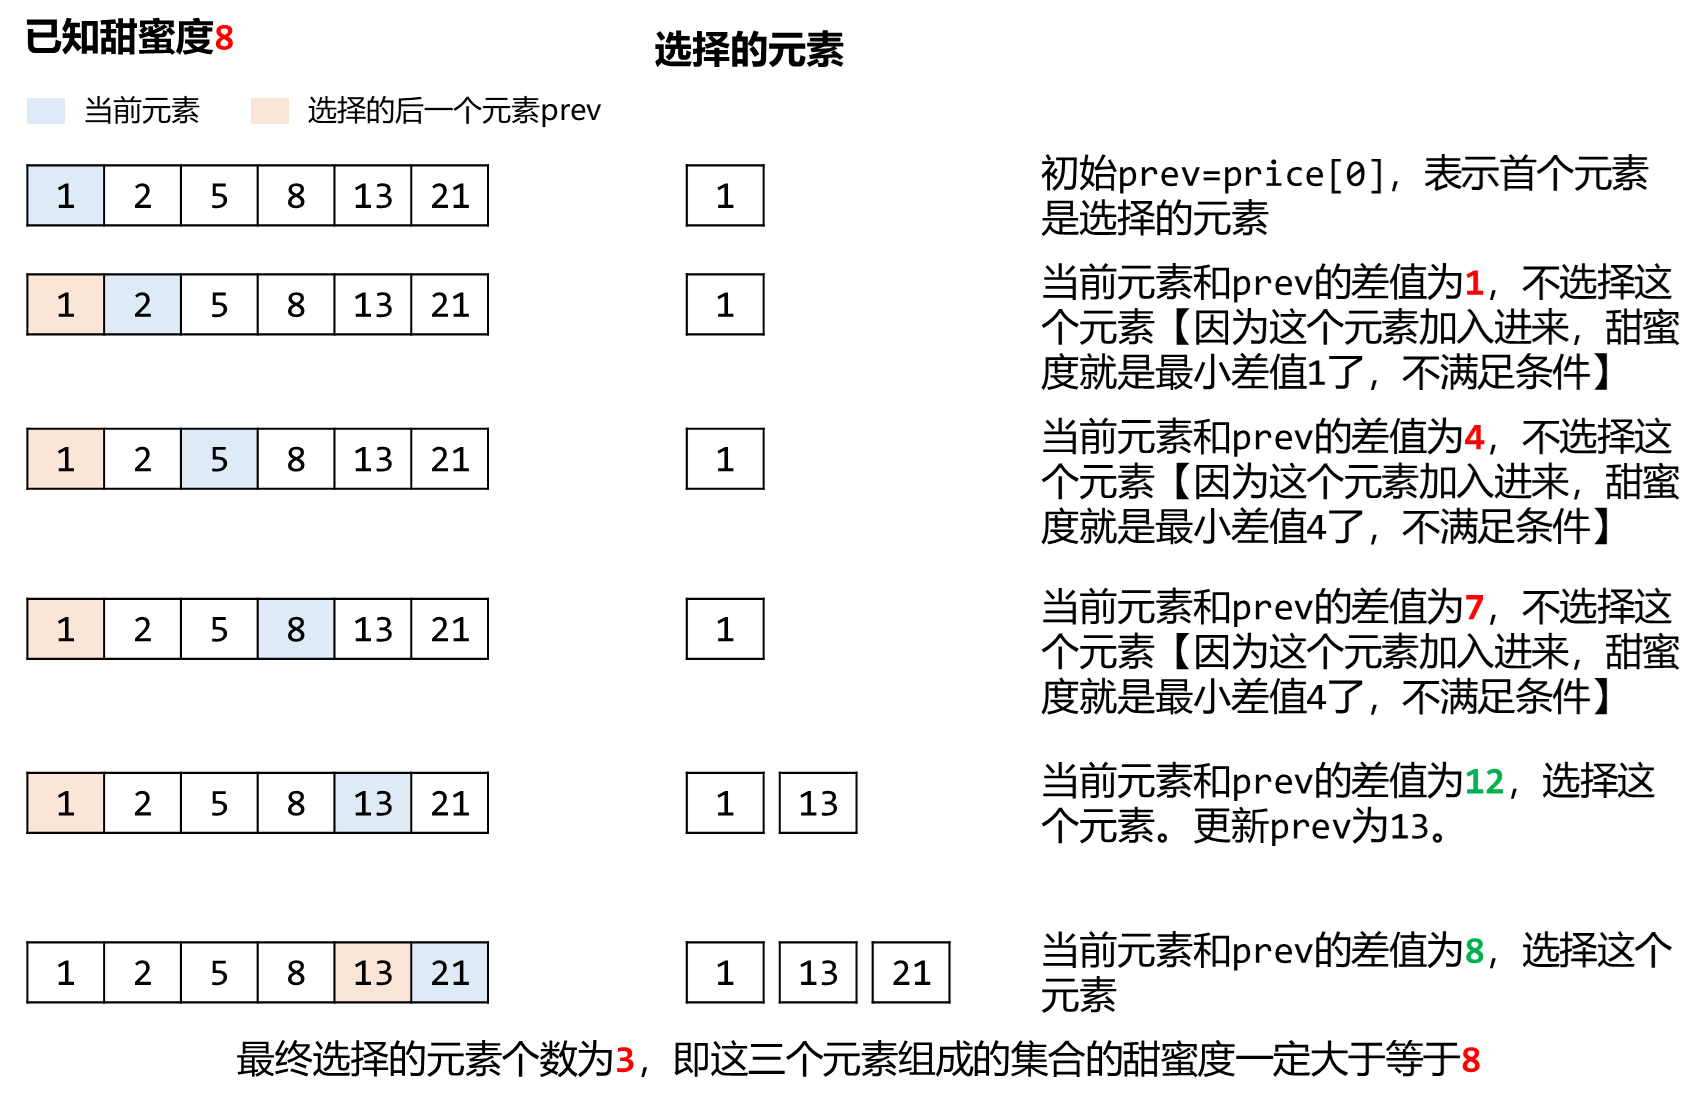 已知甜蜜度8
选择的元素
当前元素
选择的后一个元素prev
1 2 5 8 13 21
1
初始prev=price[0]，表示首个元素
是选择的元素
1 2 5 8 13 21
1
当前元素和prev的差值为1，不选择这
个元素【因为这个元素加入进来，甜蜜
度就是最小差值1了，不满足条件】
1 2 5 8 13 21
1
当前元素和prev的差值为4，不选择这
个元素【因为这个元素加入进来，甜蜜
度就是最小差值4了，不满足条件】
1 2 5 8 13 21
1
当前元素和prev的差值为7，不选择这
个元素【因为这个元素加入进来，甜蜜
度就是最小差值4了，不满足条件】
1 2 5 8 13 21
1 13
当前元素和prev的差值为12，选择这
个元素。更新prev为13。
1 2 5 8 13 21
1 13 21
当前元素和prev的差值为8，选择这个
元素
最终选择的元素个数为3，即这三个元素组成的集合的甜蜜度一定大于等于8